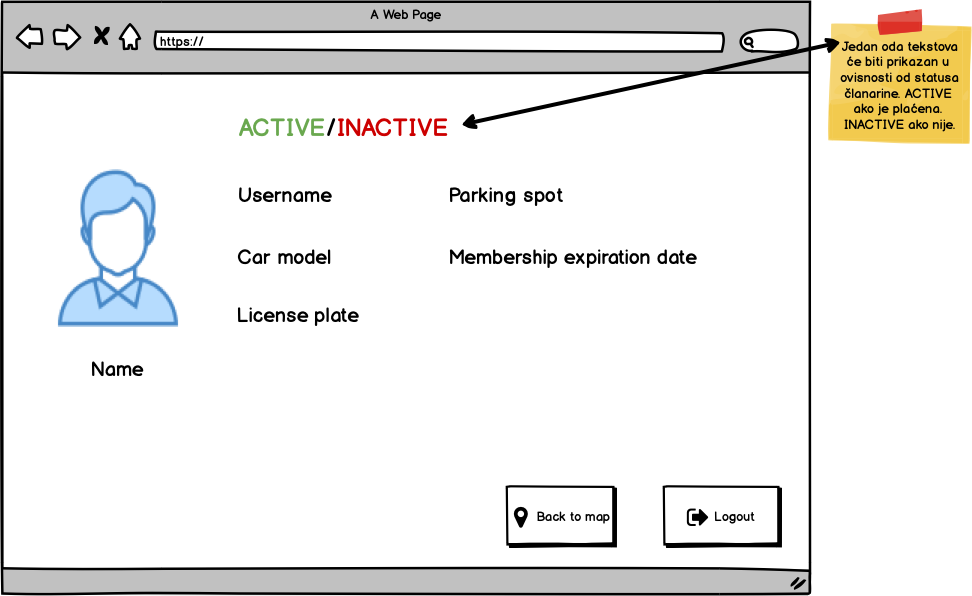 A Web Page
https://
Jedan oda tekstova
će biti prikazan u
ovisnosti od statusa
članarine. ACTIVE
ako je plaćena.
INACTIVE ako nije.
ACTIVE/INACTIVE
Username
Parking spot
Car model
Membership expiration date
License plate
Name
Back to map
Logout